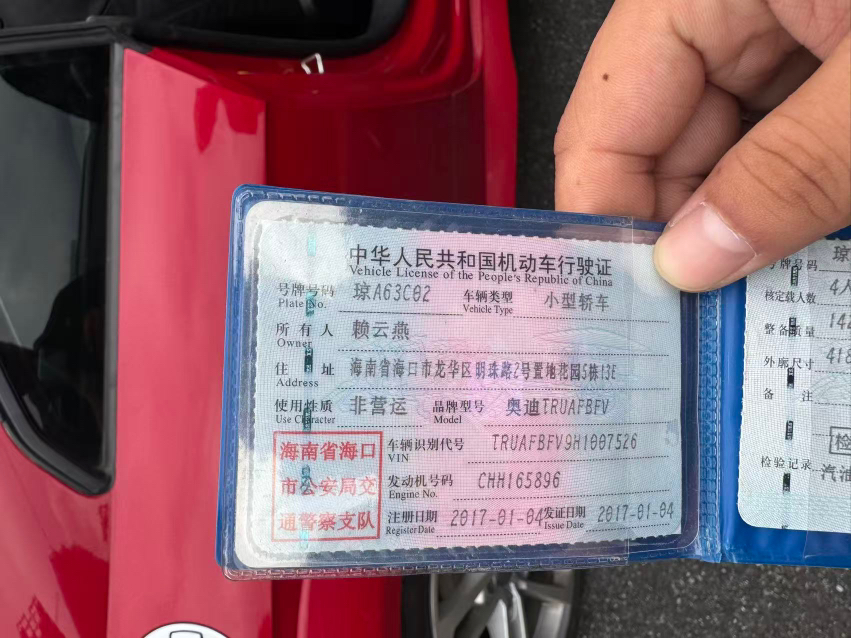 中华人民共和国机动车行驶证
Vehicle License of the People's Republic of China
号牌号码 琼A63C02 车辆类型 小型轿车
Plate No. Vehicle Type
所有人 赖云燕
Owner
住址 海南省海口市龙华区明珠路2号置地花园5栋13E
Address
使用性质 非营运 品牌型号 奥迪TRUAFBFV
Use Character Model
车辆识别代号 TRUAFBFV9H1007526
VIN
发动机号码 CHH165896
Engine No.
注册日期 2017-01-04 发证日期 2017-01-04
Register Date Issue Date
海南省海口
市公安局交
通警察支队
号牌号码 琼
核定载人数 4人
整备质量 142
外廓尺寸 418
备注
检验记录
检
汽油